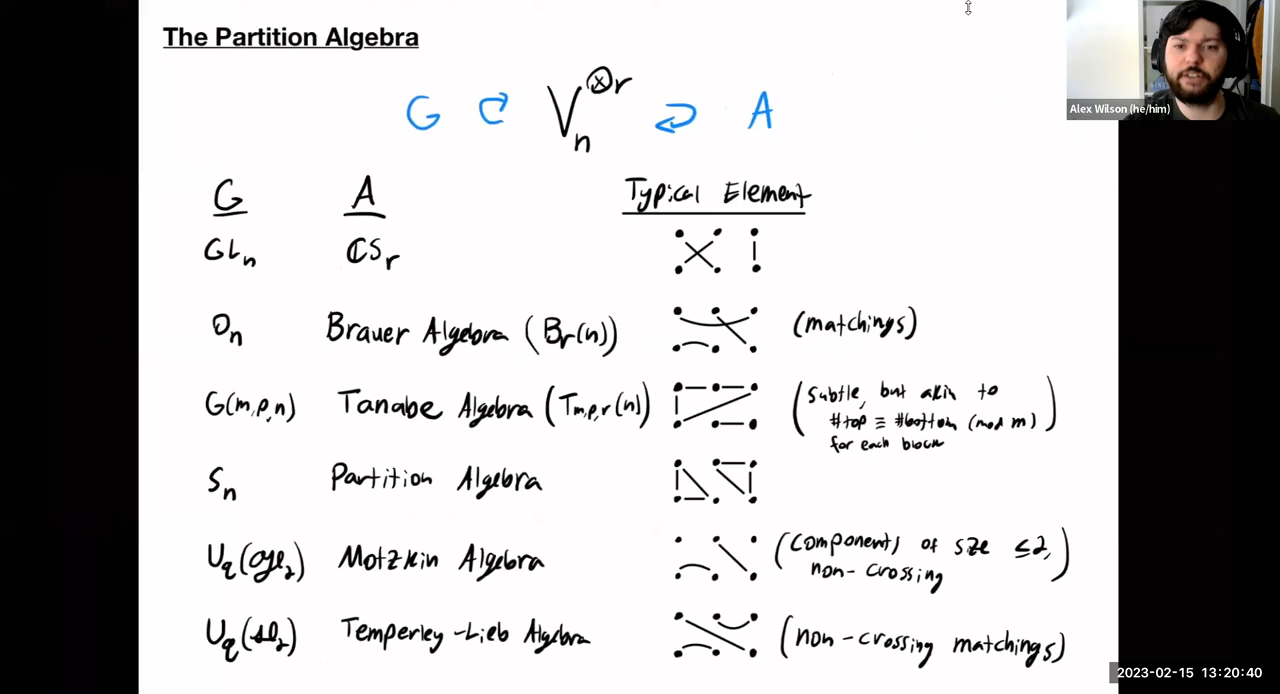 The Partition Algebra
Alex Wilson (he/him)
G ⊂ V_n^{⊗r} ⊃ A
G A Typical Element
GL_n ℂS_r
O_n Brauer Algebra (Br(n)) (matchings)
G(m,p,n) Tanabe Algebra (T_{m,p,r}(n)) (subtle, but akin to
#top ≡ #bottom (mod m)
for each block)
S_n Partition Algebra
U_q(𝔤𝔩_2) Motzkin Algebra (components of size ≤2,
non-crossing)
U_q(𝔰𝔩_2) Temperley-Lieb Algebra (non-crossing matchings)
2023-02-15 13:20:40